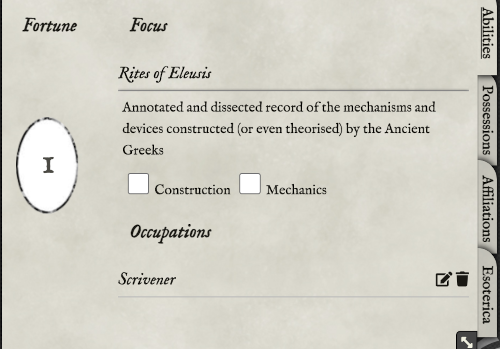 Fortune Focus
Rites of Eleusis
Annotated and dissected record of the mechanisms and
devices constructed (or even theorised) by the Ancient
Greeks
I
Construction Mechanics
Occupations
Scrivener
Abilities
Possessions
Affiliations
Esoterica